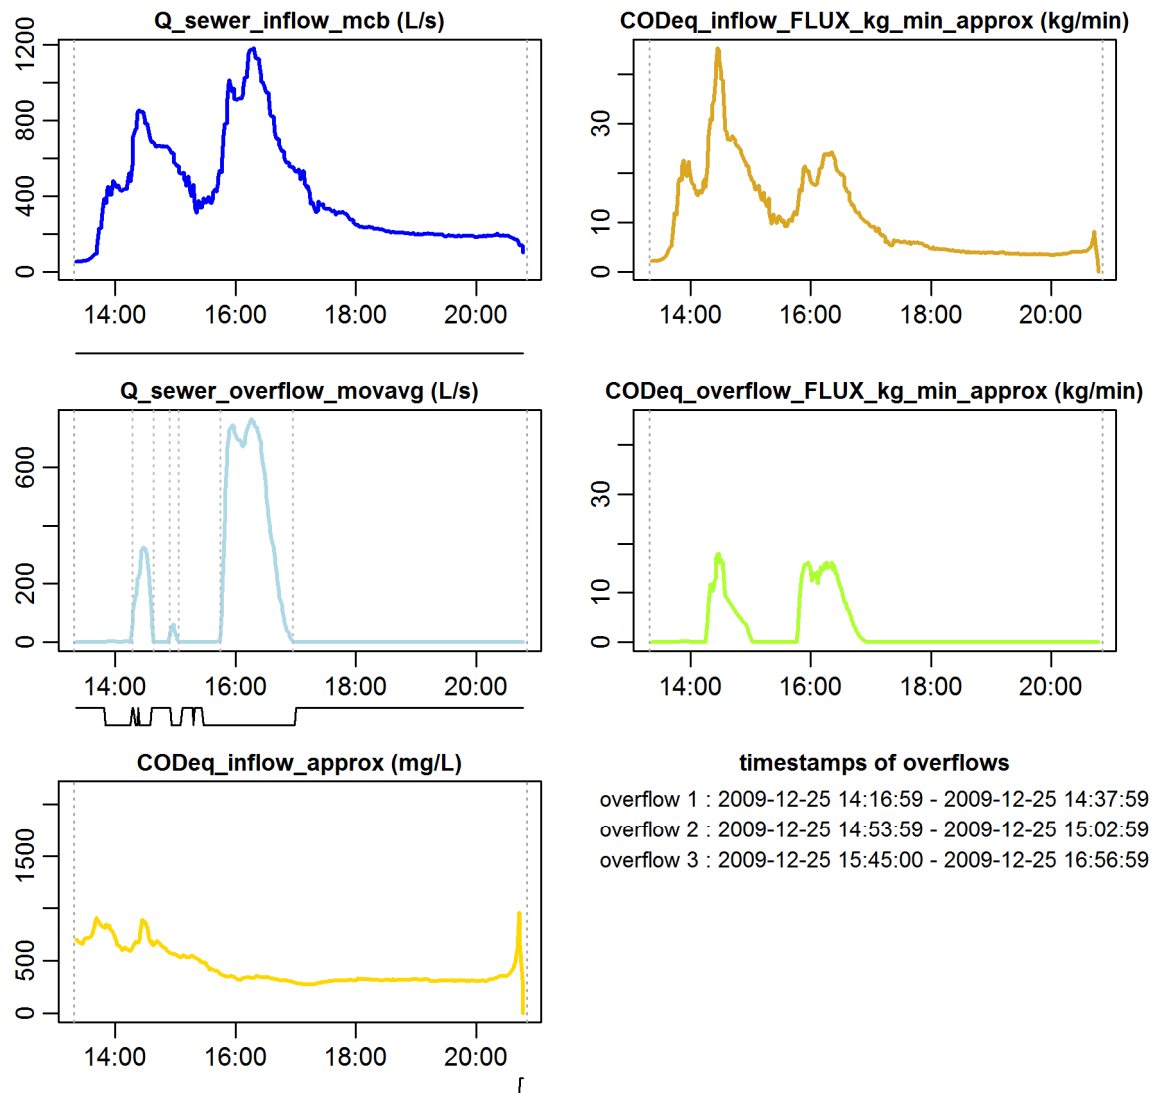 Q_sewer_inflow_mcb (L/s)
0 400 800 1200
14:00 16:00 18:00 20:00
CODeq_inflow_FLUX_kg_min_approx (kg/min)
0 10 30
14:00 16:00 18:00 20:00
Q_sewer_overflow_movavg (L/s)
0 200 600
14:00 16:00 18:00 20:00
CODeq_overflow_FLUX_kg_min_approx (kg/min)
0 10 30
14:00 16:00 18:00 20:00
CODeq_inflow_approx (mg/L)
0 500 1500
14:00 16:00 18:00 20:00
timestamps of overflows
overflow 1 : 2009-12-25 14:16:59 - 2009-12-25 14:37:59
overflow 2 : 2009-12-25 14:53:59 - 2009-12-25 15:02:59
overflow 3 : 2009-12-25 15:45:00 - 2009-12-25 16:56:59